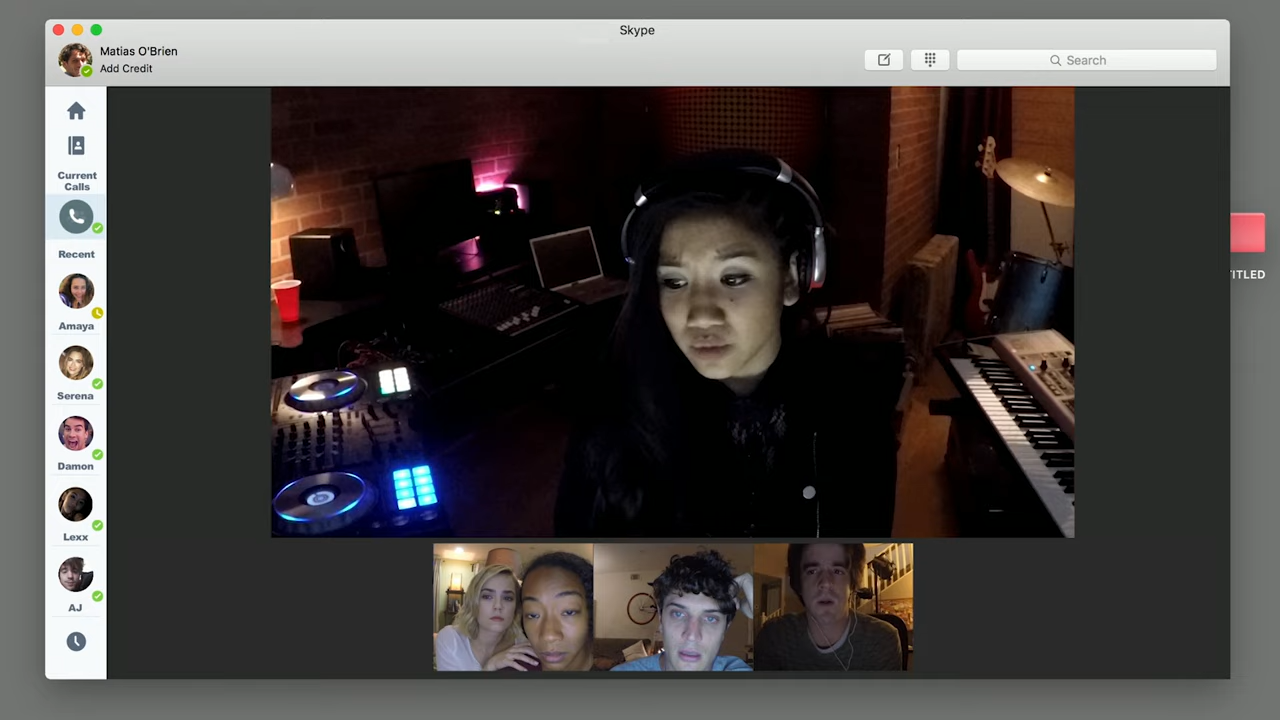 Skype
Matias O'Brien
Add Credit
Search
Current
Calls
Recent
Amaya
Serena
Damon
Lexx
AJ
TITLED